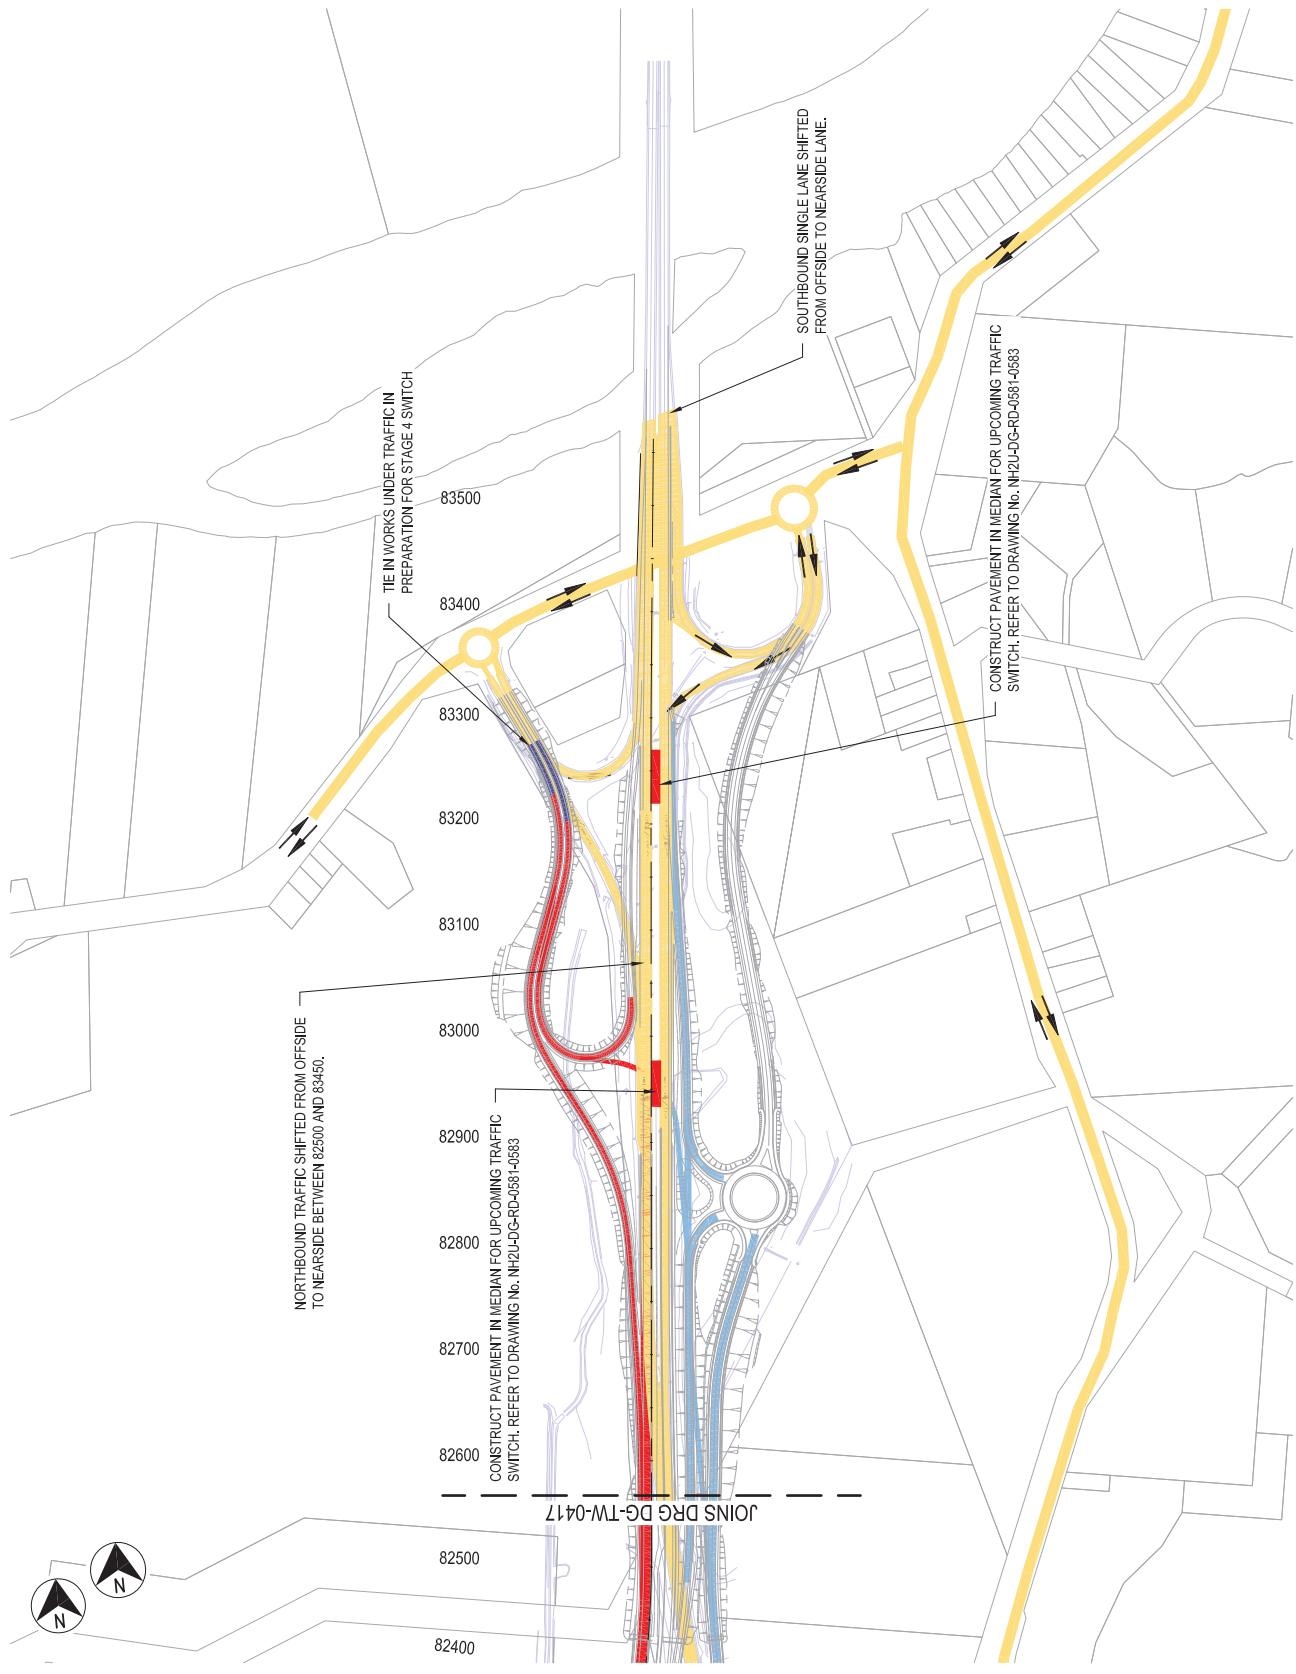 SOUTHBOUND SINGLE LANE SHIFTED
FROM OFFSIDE TO NEARSIDE LANE.
TIE IN WORKS UNDER TRAFFIC IN
PREPARATION FOR STAGE 4 SWITCH
CONSTRUCT PAVEMENT IN MEDIAN FOR UPCOMING TRAFFIC
SWITCH. REFER TO DRAWING No. NH2U-DG-RD-0581-0583
83500
83400
83300
83200
83100
83000
82900
82800
82700
82600
82500
82400
NORTHBOUND TRAFFIC SHIFTED FROM OFFSIDE
TO NEARSIDE BETWEEN 82500 AND 83450.
CONSTRUCT PAVEMENT IN MEDIAN FOR UPCOMING TRAFFIC
SWITCH. REFER TO DRAWING No. NH2U-DG-RD-0581-0583
JOINS DRG DG-TW-0417
N
N